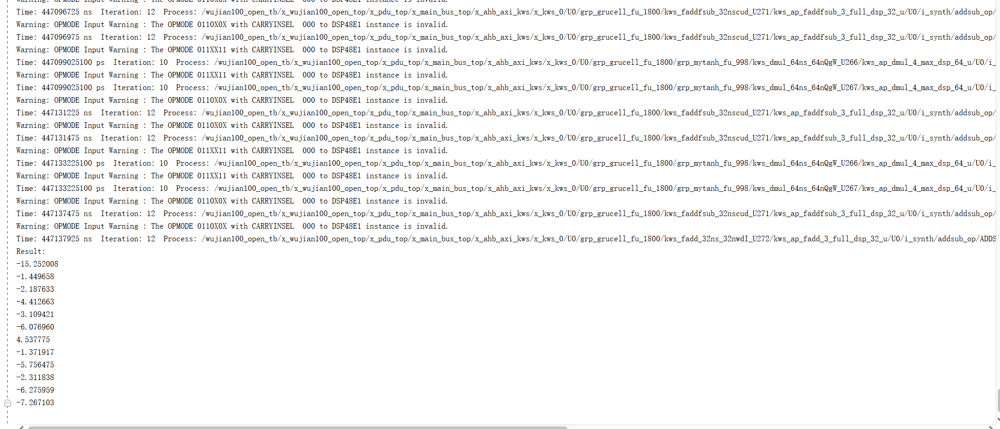 Warning: OPMODE Input Warning : The OPMODE 0110X0X with CARRYINSEL  000 to DSP48E1 instance is invalid.
Time: 447096725 ns  Iteration: 12  Process: /wujian100_open_tb/x_wujian100_open_top/x_pdu_top/x_main_bus_top/x_ahb_axi_kws/x_kws_0/U0/grp_grucell_fu_1800/kws_faddfsub_32nscud_U271/kws_ap_faddfsub_3_full_dsp_32_u/U0/i_synth/addsub_op/
Warning: OPMODE Input Warning : The OPMODE 0110X0X with CARRYINSEL  000 to DSP48E1 instance is invalid.
Time: 447096975 ns  Iteration: 12  Process: /wujian100_open_tb/x_wujian100_open_top/x_pdu_top/x_main_bus_top/x_ahb_axi_kws/x_kws_0/U0/grp_grucell_fu_1800/kws_faddfsub_32nscud_U271/kws_ap_faddfsub_3_full_dsp_32_u/U0/i_synth/addsub_op/
Warning: OPMODE Input Warning : The OPMODE 011XX11 with CARRYINSEL  000 to DSP48E1 instance is invalid.
Time: 447099025100 ps  Iteration: 10  Process: /wujian100_open_tb/x_wujian100_open_top/x_pdu_top/x_main_bus_top/x_ahb_axi_kws/x_kws_0/U0/grp_grucell_fu_1800/grp_mytanh_fu_998/kws_dmul_64ns_64nQgW_U266/kws_ap_dmul_4_max_dsp_64_u/U0/i_
Warning: OPMODE Input Warning : The OPMODE 011XX11 with CARRYINSEL  000 to DSP48E1 instance is invalid.
Time: 447099025100 ps  Iteration: 10  Process: /wujian100_open_tb/x_wujian100_open_top/x_pdu_top/x_main_bus_top/x_ahb_axi_kws/x_kws_0/U0/grp_grucell_fu_1800/grp_mytanh_fu_998/kws_dmul_64ns_64nQgW_U267/kws_ap_dmul_4_max_dsp_64_u/U0/i_
Warning: OPMODE Input Warning : The OPMODE 0110X0X with CARRYINSEL  000 to DSP48E1 instance is invalid.
Time: 447131225 ns  Iteration: 12  Process: /wujian100_open_tb/x_wujian100_open_top/x_pdu_top/x_main_bus_top/x_ahb_axi_kws/x_kws_0/U0/grp_grucell_fu_1800/kws_faddfsub_32nscud_U271/kws_ap_faddfsub_3_full_dsp_32_u/U0/i_synth/addsub_op/
Warning: OPMODE Input Warning : The OPMODE 0110X0X with CARRYINSEL  000 to DSP48E1 instance is invalid.
Time: 447131475 ns  Iteration: 12  Process: /wujian100_open_tb/x_wujian100_open_top/x_pdu_top/x_main_bus_top/x_ahb_axi_kws/x_kws_0/U0/grp_grucell_fu_1800/kws_faddfsub_32nscud_U271/kws_ap_faddfsub_3_full_dsp_32_u/U0/i_synth/addsub_op/
Warning: OPMODE Input Warning : The OPMODE 011XX11 with CARRYINSEL  000 to DSP48E1 instance is invalid.
Time: 447133225100 ps  Iteration: 10  Process: /wujian100_open_tb/x_wujian100_open_top/x_pdu_top/x_main_bus_top/x_ahb_axi_kws/x_kws_0/U0/grp_grucell_fu_1800/grp_mytanh_fu_998/kws_dmul_64ns_64nQgW_U266/kws_ap_dmul_4_max_dsp_64_u/U0/i_
Warning: OPMODE Input Warning : The OPMODE 011XX11 with CARRYINSEL  000 to DSP48E1 instance is invalid.
Time: 447133225100 ps  Iteration: 10  Process: /wujian100_open_tb/x_wujian100_open_top/x_pdu_top/x_main_bus_top/x_ahb_axi_kws/x_kws_0/U0/grp_grucell_fu_1800/grp_mytanh_fu_998/kws_dmul_64ns_64nQgW_U267/kws_ap_dmul_4_max_dsp_64_u/U0/i_
Warning: OPMODE Input Warning : The OPMODE 0110X0X with CARRYINSEL  000 to DSP48E1 instance is invalid.
Time: 447137475 ns  Iteration: 12  Process: /wujian100_open_tb/x_wujian100_open_top/x_pdu_top/x_main_bus_top/x_ahb_axi_kws/x_kws_0/U0/grp_grucell_fu_1800/kws_faddfsub_32nscud_U271/kws_ap_faddfsub_3_full_dsp_32_u/U0/i_synth/addsub_op/
Warning: OPMODE Input Warning : The OPMODE 0110X0X with CARRYINSEL  000 to DSP48E1 instance is invalid.
Time: 447137925 ns  Iteration: 12  Process: /wujian100_open_tb/x_wujian100_open_top/x_pdu_top/x_main_bus_top/x_ahb_axi_kws/x_kws_0/U0/grp_grucell_fu_1800/kws_fadd_32ns_32nwdI_U272/kws_ap_fadd_3_full_dsp_32_u/U0/i_synth/addsub_op/ADDS
Result:
-15.252008
-1.449658
-2.187633
-4.412663
-3.109421
-6.076960
4.537775
-1.371917
-5.756475
-2.311838
-6.275959
-7.267103